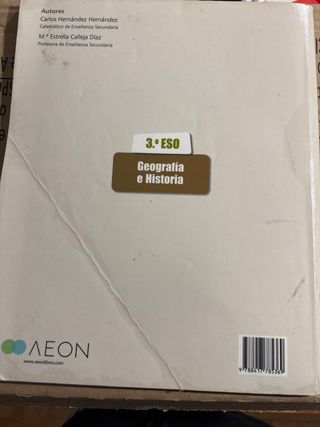 Autores
Carlos Hernández Hernández
Catedrático de Enseñanza Secundaria
M.ª Estrella Calleja Díaz
Profesora de Enseñanza Secundaria
3.º ESO
Geografía
e Historia
AEON
www.aeonlibros.com